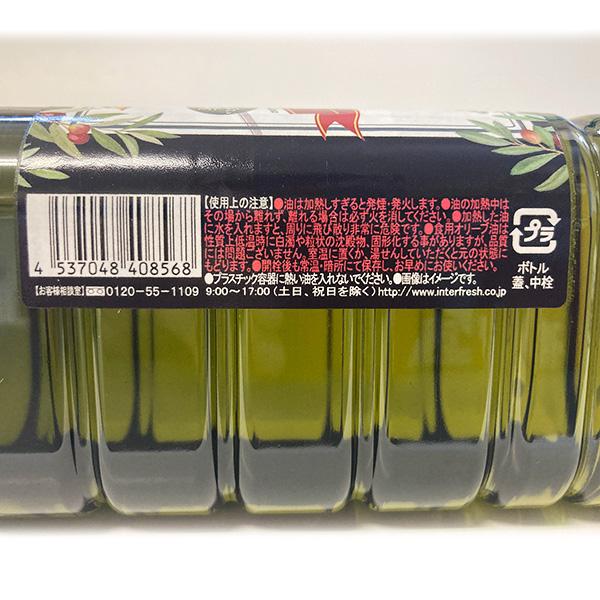 【使用上の注意】●油は加熱しすぎると発煙・発火します。●油の加熱中は
その場から離れず、離れる場合は必ず火を消してください。●加熱した油
に水を入れますと、周りに飛び散り非常に危険です。●食用オリーブ油は
性質上低温時に白濁や粒状の沈殿物、固形化する事がありますが、品質
には問題ございません。室温に置くか、湯せんしていただくと元の状態に
もどります。●開栓後も常温・暗所にて保存し、お早めにお使いください。
●プラスチック容器に熱い油を入れないでください。●画像はイメージです。
4 537048 408568
【お客様相談室】0120-55-1109 9:00〜17:00(土日、祝日を除く)http://www.interfresh.co.jp
プラ
ボトル
蓋、中栓